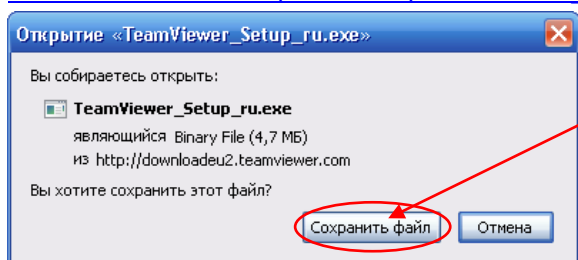 Открытие «TeamViewer_Setup_ru.exe»
Вы собираетесь открыть:
TeamViewer_Setup_ru.exe
являющийся Binary File (4,7 МБ)
из http://downloadeu2.teamviewer.com
Вы хотите сохранить этот файл?
Сохранить файл Отмена